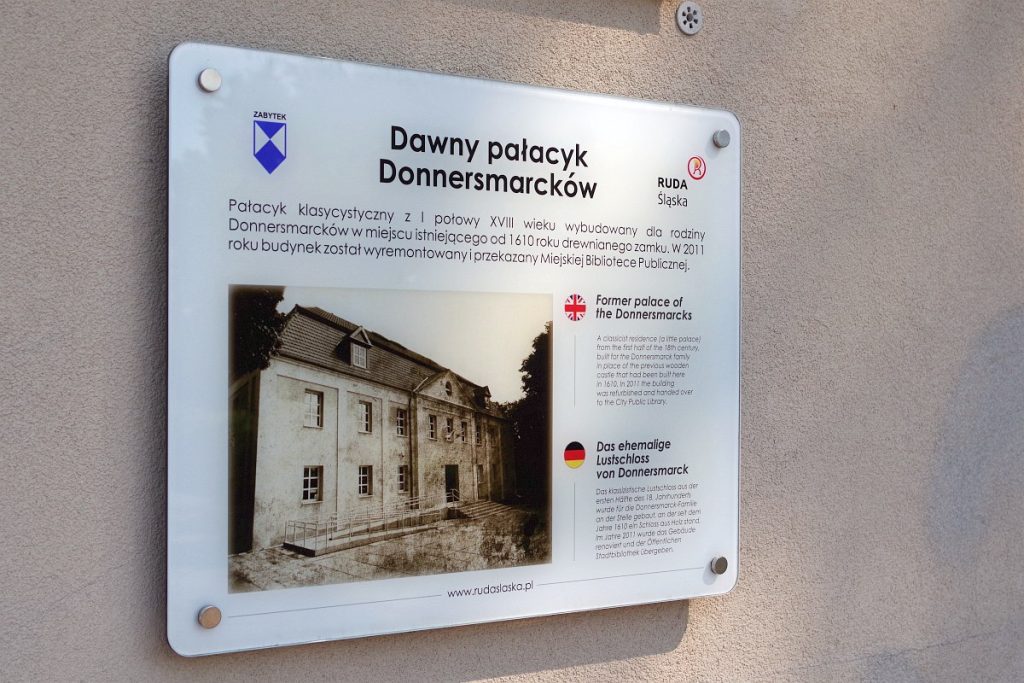 ZABYTEK
Dawny pałacyk
Donnersmarcków
RUDA
Śląska
Pałacyk klasycystyczny z I połowy XVIII wieku wybudowany dla rodziny
Donnersmarcków w miejscu istniejącego od 1610 roku drewnianego zamku. W 2011
roku budynek został wyremontowany i przekazany Miejskiej Bibliotece Publicznej.
Former palace of
the Donnersmarcks
A classicist residence (a little palace)
from the first half of the 18th century,
built for the Donnersmarck family
in place of the previous wooden
castle that had been built here
in 1610. In 2011 the building
was refurbished and handed over
to the City Public Library.
Das ehemalige
Lustschloss
von Donnersmarck
Das klassizistische Lustschloss aus der
ersten Hälfte des 18. Jahrhunderts
wurde für die Donnersmarck-Familie
an der Stelle gebaut, an der seit dem
Jahre 1610 ein Schloss aus Holz stand.
Im Jahre 2011 wurde das Gebäude
renoviert und der Öffentlichen
Stadtbibliothek übergeben.
www.rudaslaska.pl